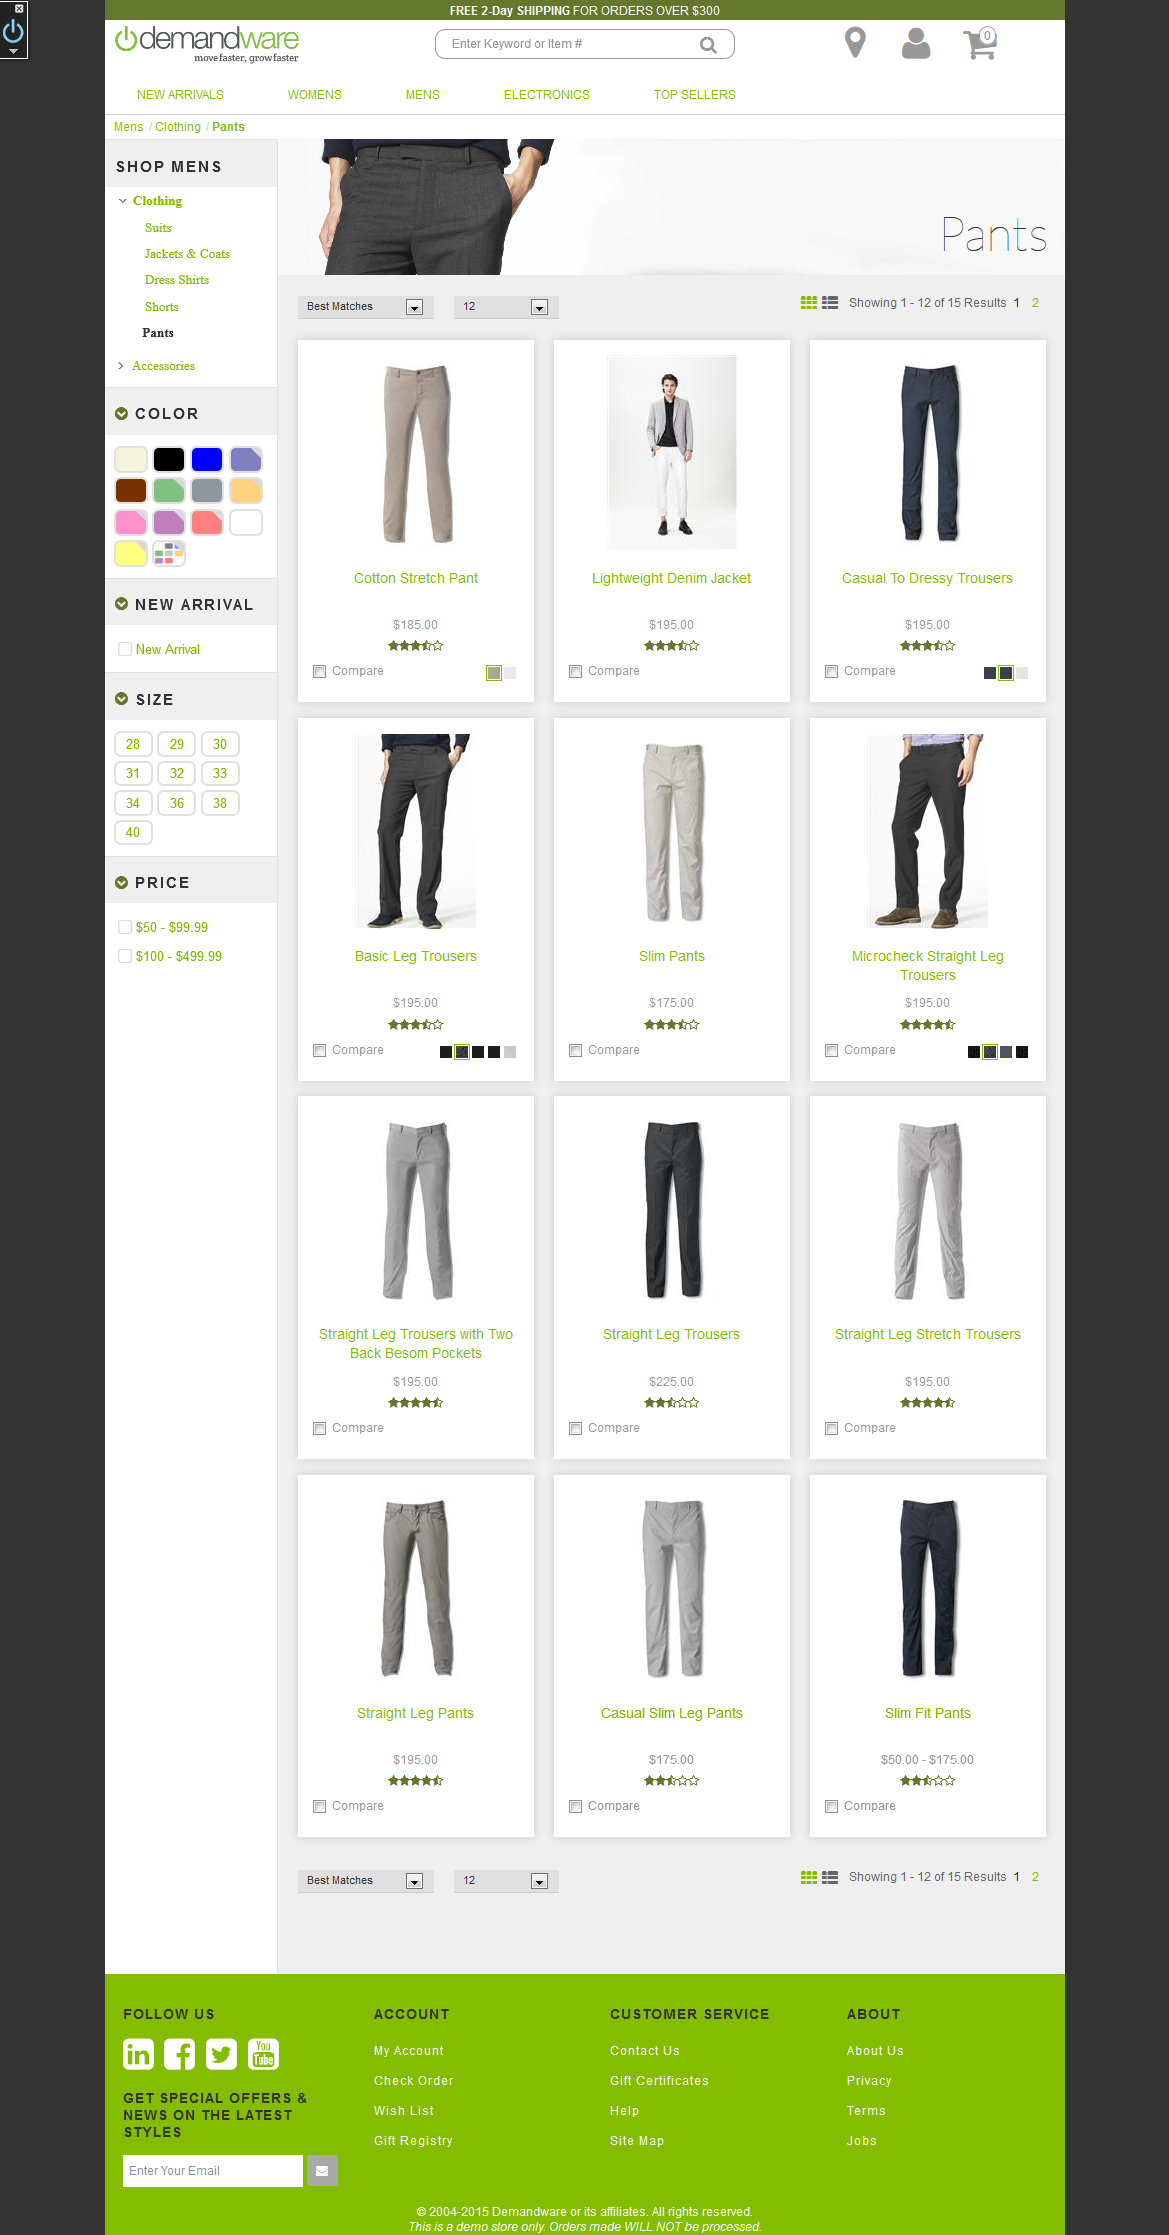 FREE 2-Day SHIPPING FOR ORDERS OVER $300
demandware
move faster, grow faster
Enter Keyword or Item #
0
NEW ARRIVALS WOMENS MENS ELECTRONICS TOP SELLERS
Mens / Clothing / Pants
SHOP MENS
Clothing
Suits
Jackets & Coats
Dress Shirts
Shorts
Pants
Accessories
COLOR
NEW ARRIVAL
New Arrival
SIZE
28 29 30
31 32 33
34 36 38
40
PRICE
$50 - $99.99
$100 - $499.99
Pants
Best Matches 12 Showing 1 - 12 of 15 Results 1 2
Cotton Stretch Pant
$185.00
Compare
Lightweight Denim Jacket
$195.00
Compare
Casual To Dressy Trousers
$195.00
Compare
Basic Leg Trousers
$195.00
Compare
Slim Pants
$175.00
Compare
Microcheck Straight Leg
Trousers
$195.00
Compare
Straight Leg Trousers with Two
Back Besom Pockets
$195.00
Compare
Straight Leg Trousers
$225.00
Compare
Straight Leg Stretch Trousers
$195.00
Compare
Straight Leg Pants
$195.00
Compare
Casual Slim Leg Pants
$175.00
Compare
Slim Fit Pants
$50.00 - $175.00
Compare
Best Matches 12 Showing 1 - 12 of 15 Results 1 2
FOLLOW US
in f You Tube
GET SPECIAL OFFERS &
NEWS ON THE LATEST
STYLES
Enter Your Email
ACCOUNT
My Account
Check Order
Wish List
Gift Registry
CUSTOMER SERVICE
Contact Us
Gift Certificates
Help
Site Map
ABOUT
About Us
Privacy
Terms
Jobs
© 2004-2015 Demandware or its affiliates. All rights reserved.
This is a demo store only. Orders made WILL NOT be processed.